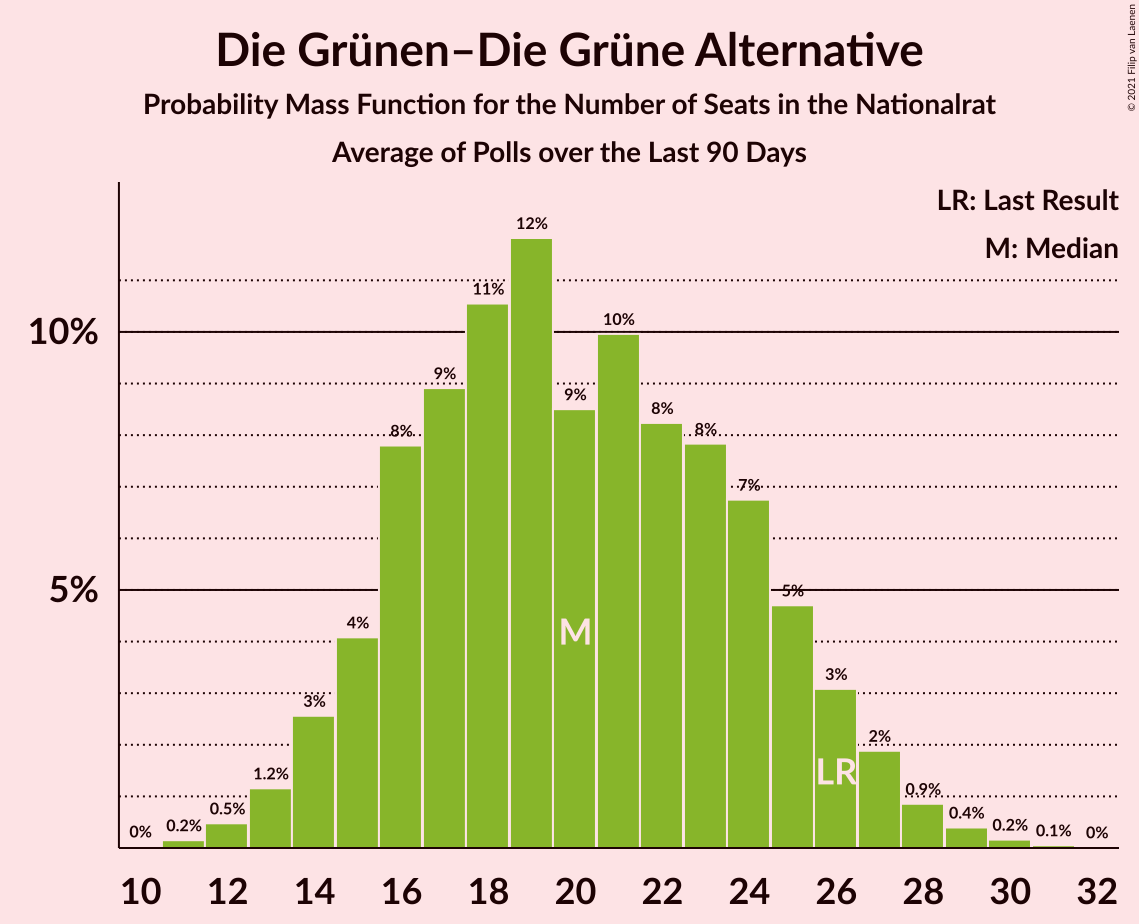 Die Grünen–Die Grüne Alternative
Probability Mass Function for the Number of Seats in the Nationalrat
Average of Polls over the Last 90 Days
© 2021 Filip van Laenen
LR: Last Result
M: Median
12%
11%
10%
10%
9%
9%
8%
8%
8%
7%
5%
5%
4%
M
3%
3%
2%
LR
1.2%
0.9%
0.5%
0.4%
0%
0.2%
0.2%
0.1%
0%
10 12 14 16 18 20 22 24 26 28 30 32